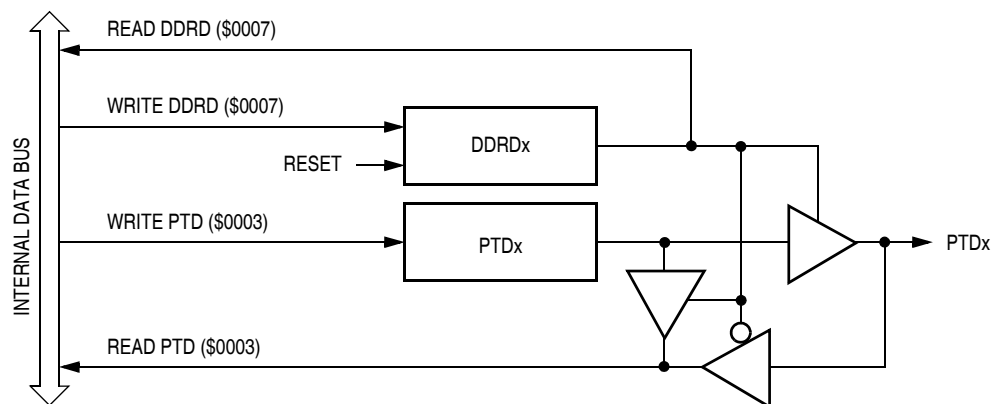 READ DDRD ($0007)
WRITE DDRD ($0007)
DDRDx
RESET
INTERNAL DATA BUS
WRITE PTD ($0003)
PTDx
PTDx
READ PTD ($0003)